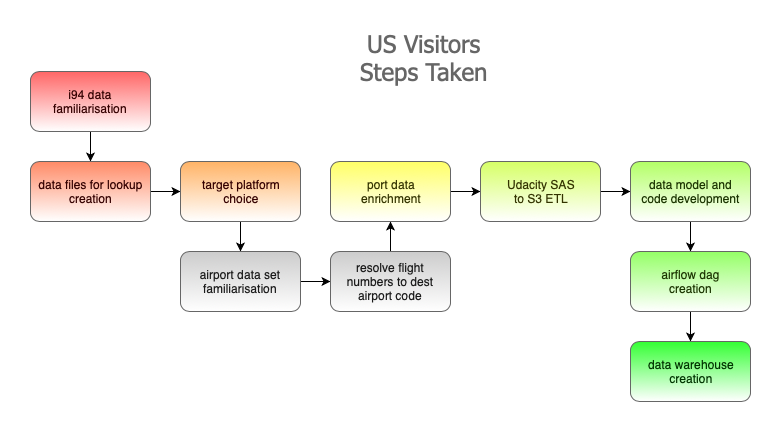 US Visitors
Steps Taken
i94 data
familiarisation
data files for lookup
creation
target platform
choice
airport data set
familiarisation
resolve flight
numbers to dest
airport code
port data
enrichment
Udacity SAS
to S3 ETL
data model and
code development
airflow dag
creation
data warehouse
creation